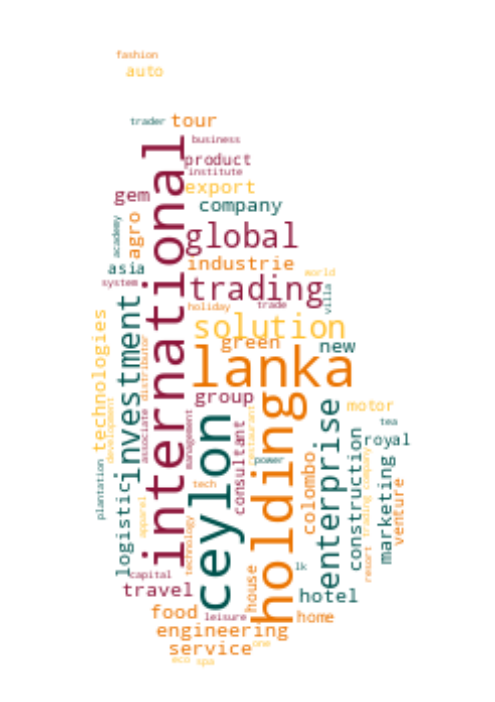 fashion
auto
trader
tour
business
product
institute
gem
export
company
academy
agro
international
global
asia
industrie
world
system
trading
villa
holiday
trade
investment
solution
technologies
distributor
green
new
lanka
development
group
holding
motor
associate
management
ceylon
restaurant
enterprise
tea
consultant
royal
construction
plantation
power
marketing
trading company
venture
logistic
tech
colombo
apparel
technology
resort
lk
capital
house
travel
hotel
food
leisure
home
engineering
one
service
eco
spa